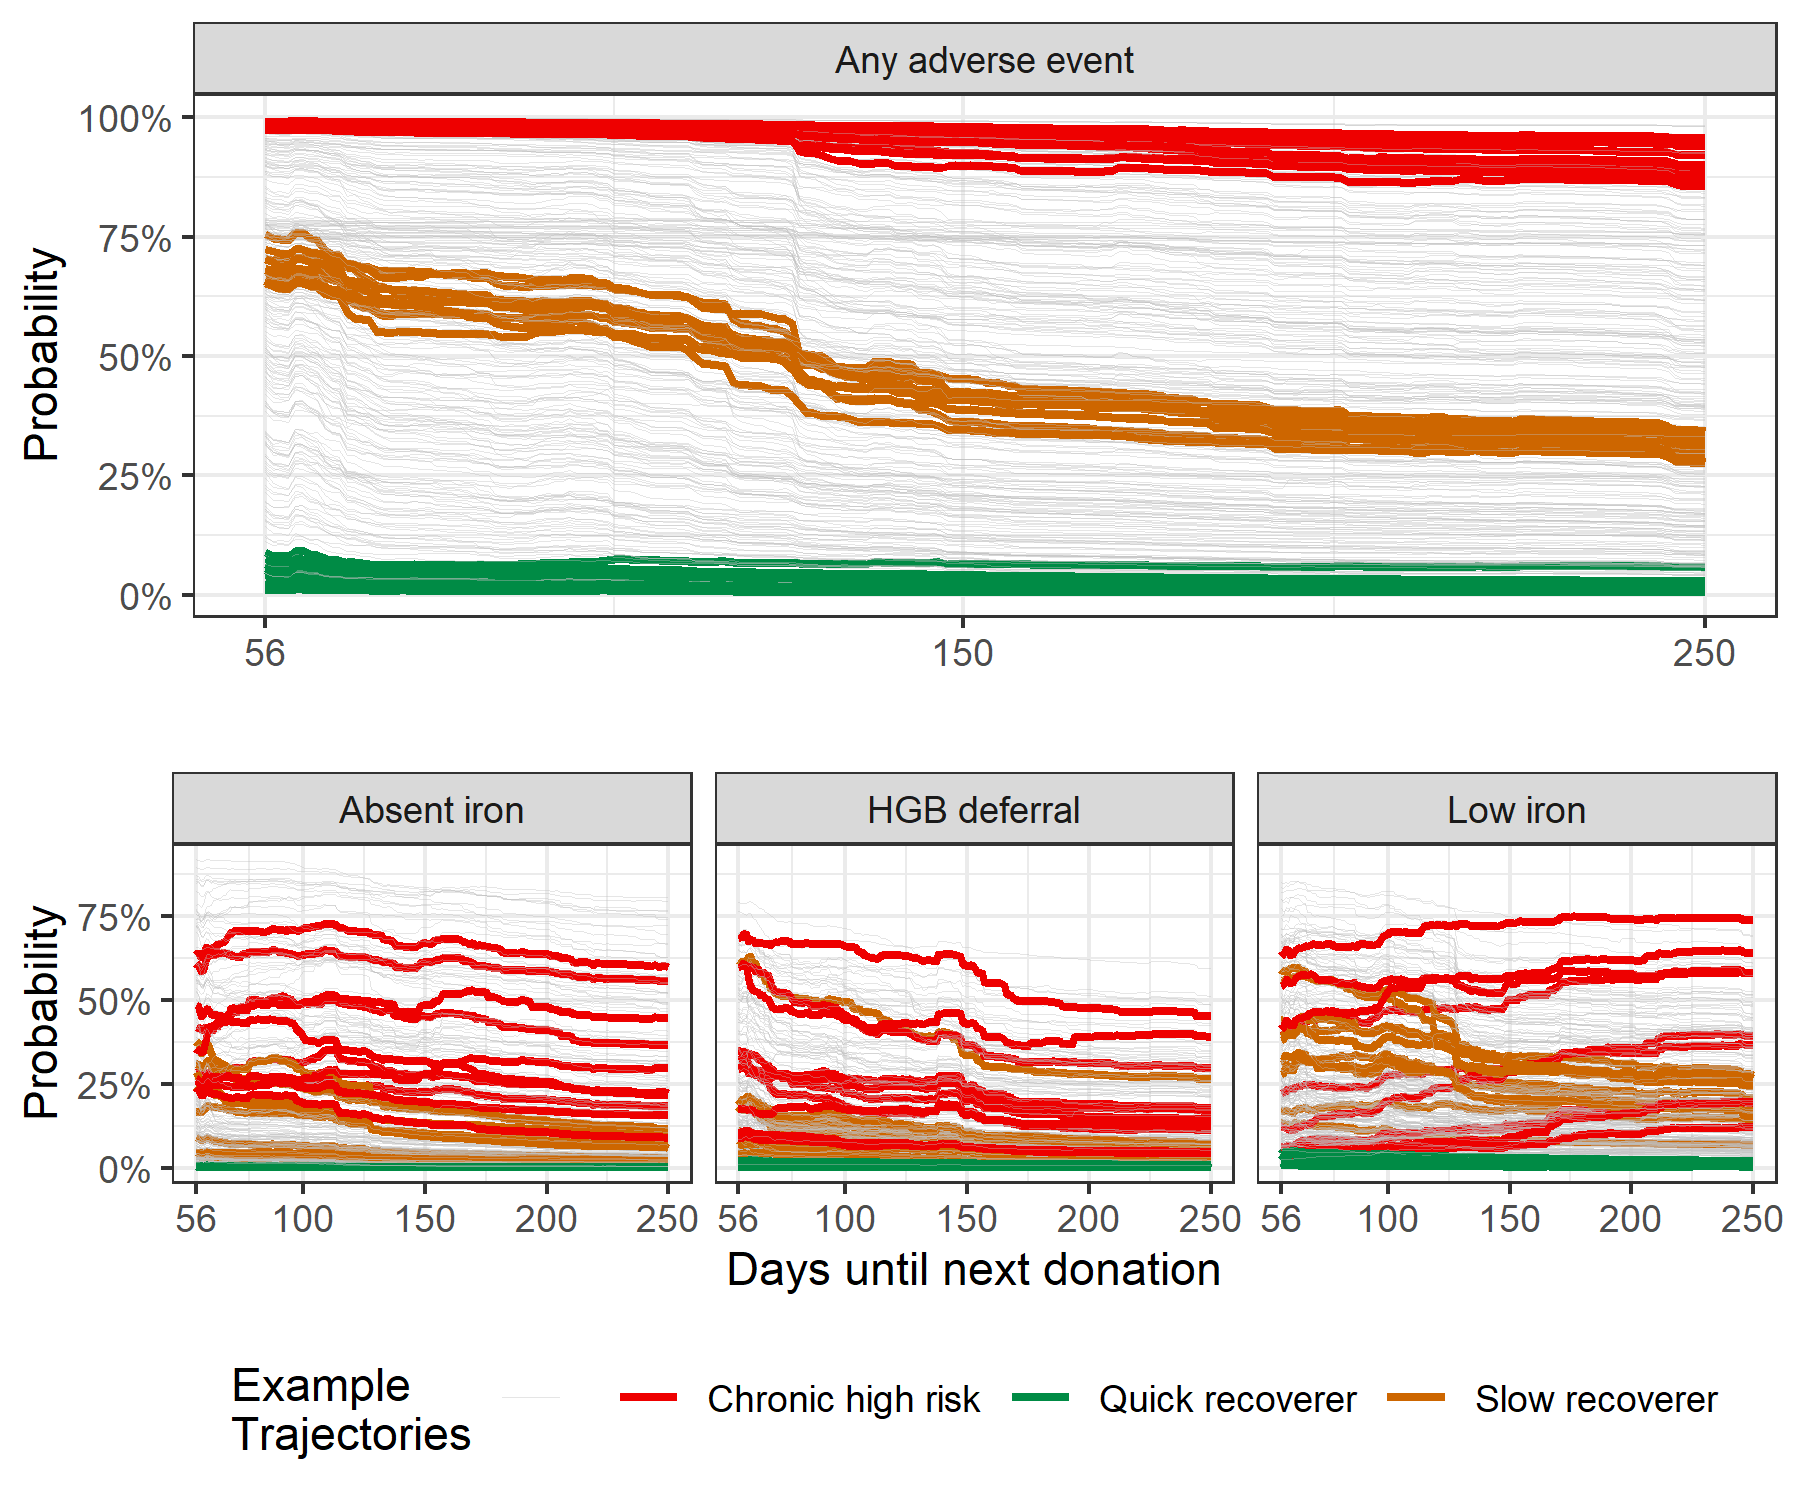 Any adverse event
Probability
100%
75%
50%
25%
0%
56 150 250
Absent iron HGB deferral Low iron
Probability
75%
50%
25%
0%
56 100 150 200 250 56 100 150 200 250 56 100 150 200 250
Days until next donation
Example
Trajectories
Chronic high risk Quick recoverer Slow recoverer